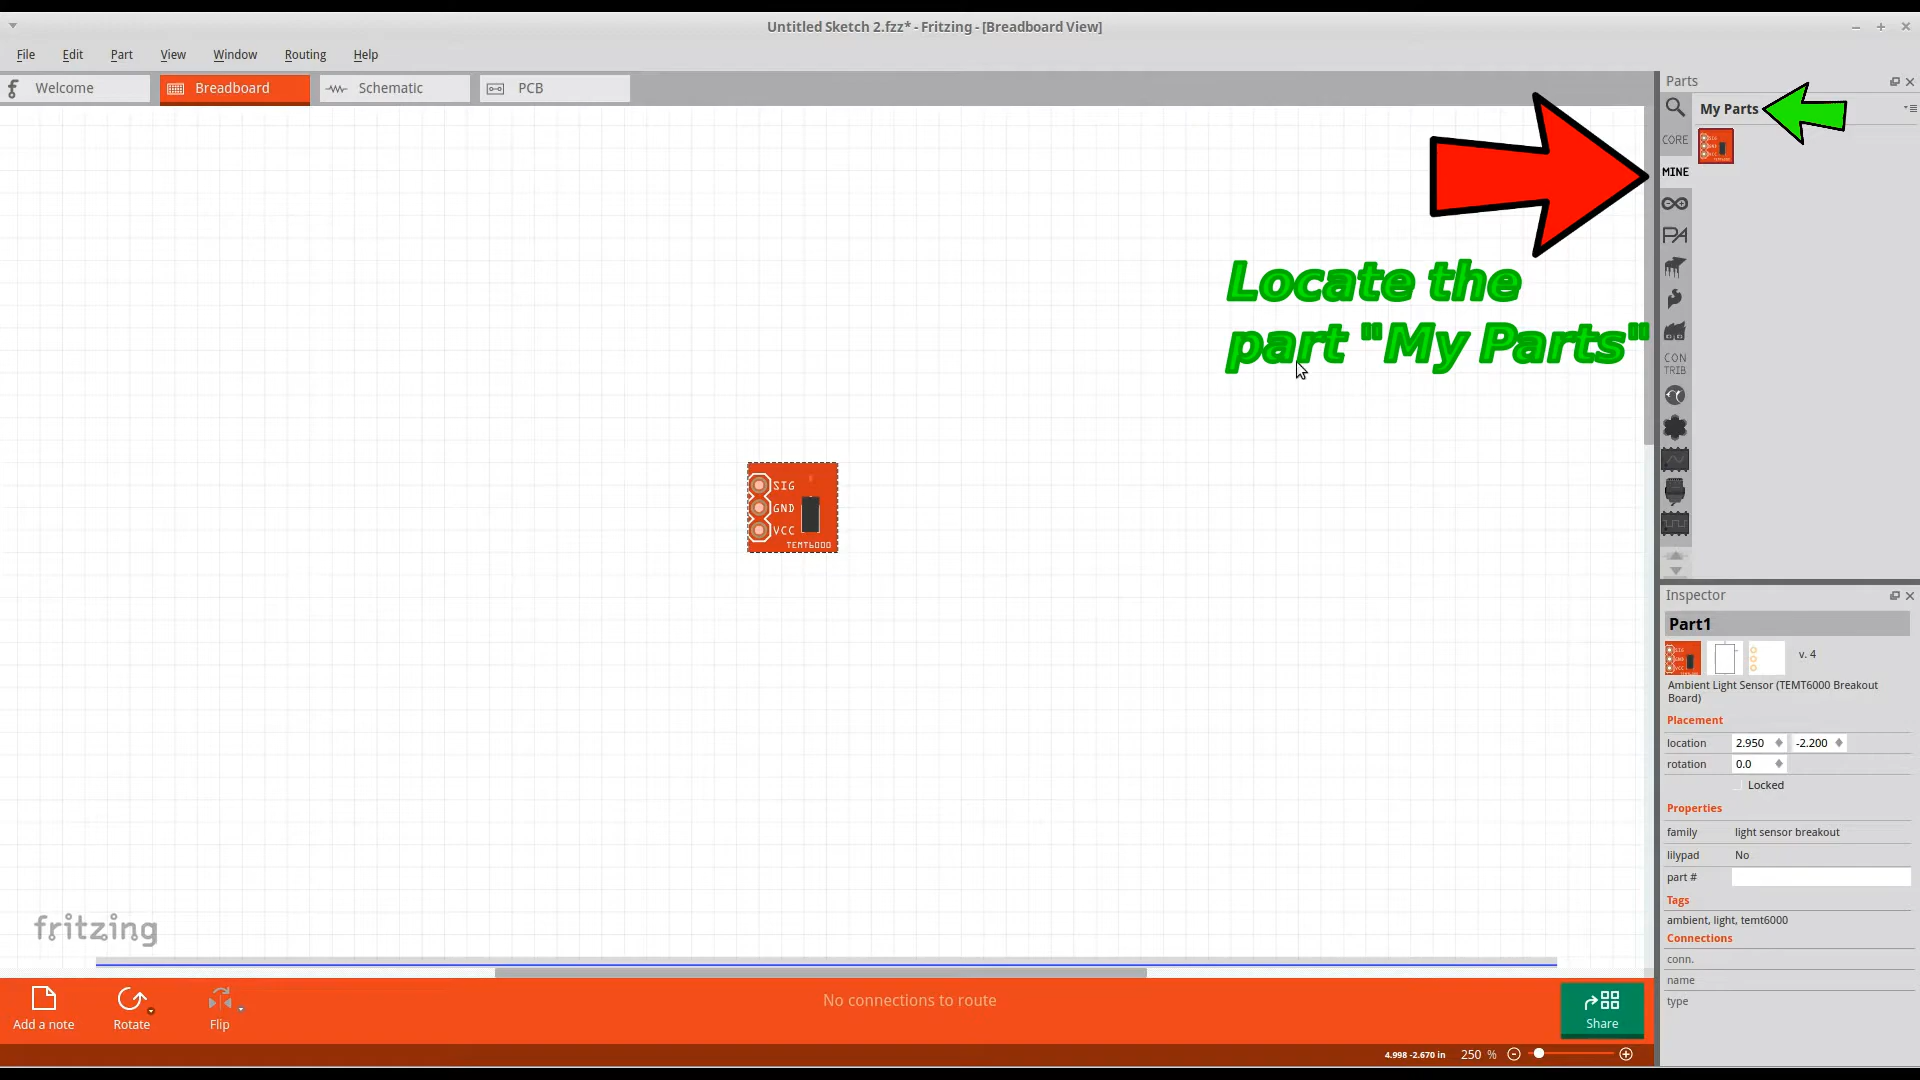 Untitled Sketch 2.fzz* - Fritzing - [Breadboard View]
File Edit Part View Window Routing Help
Welcome Breadboard Schematic PCB
Parts
My Parts
CORE
MINE
CON
TRIB
Locate the
part "My Parts"
SIG
GND
VCC
TEMT6000
Inspector
Part1
v. 4
Ambient Light Sensor (TEMT6000 Breakout
Board)
Placement
location 2.950 -2.200
rotation 0.0
Locked
Properties
family light sensor breakout
lilypad No
part #
Tags
ambient, light, temt6000
Connections
conn.
name
type
fritzing
Add a note Rotate Flip
No connections to route
Share
4.998 -2.670 in 250 %